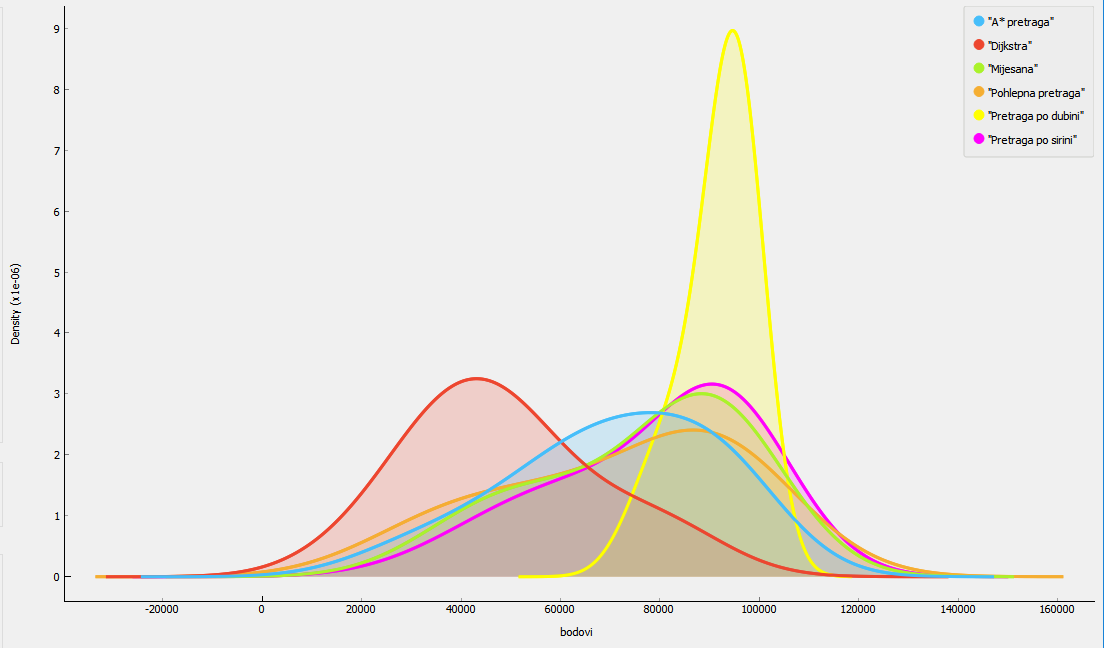 "A* pretraga"
"Dijkstra"
"Mijesana"
"Pohlepna pretraga"
"Pretraga po dubini"
"Pretraga po sirini"
9
8
7
6
5
4
3
2
1
0
Density (x1e-06)
-20000 0 20000 40000 60000 80000 100000 120000 140000 160000
bodovi